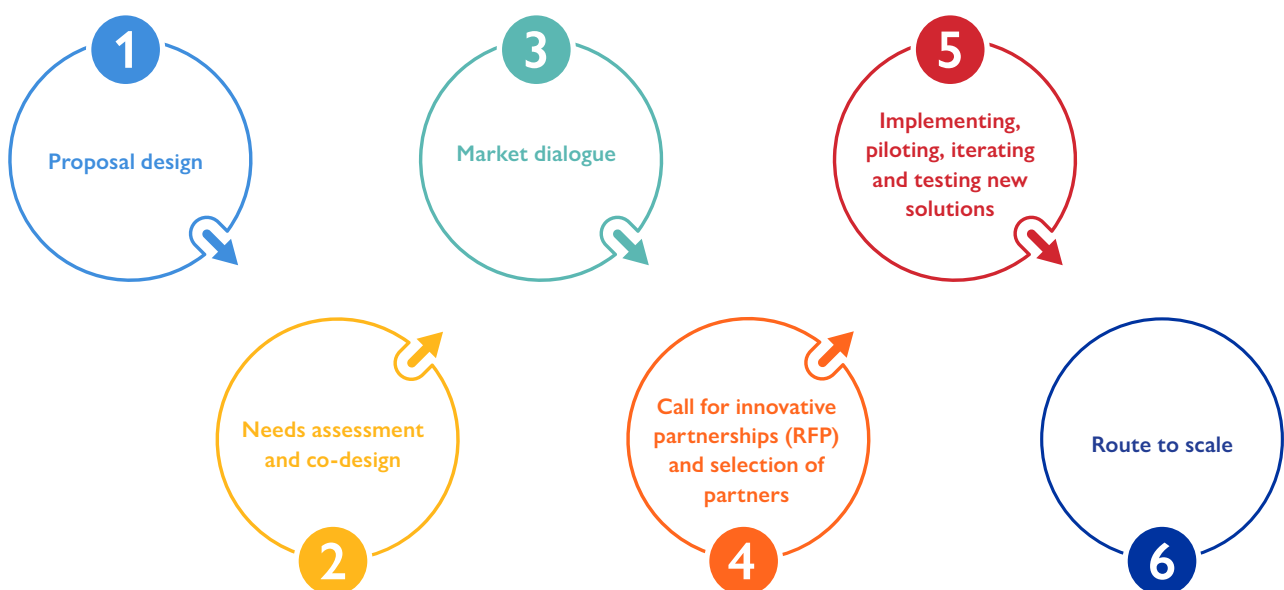 1
Proposal design
2
Needs assessment
and co-design
3
Market dialogue
4
Call for innovative
partnerships (RFP)
and selection of
partners
5
Implementing,
piloting, iterating
and testing new
solutions
6
Route to scale